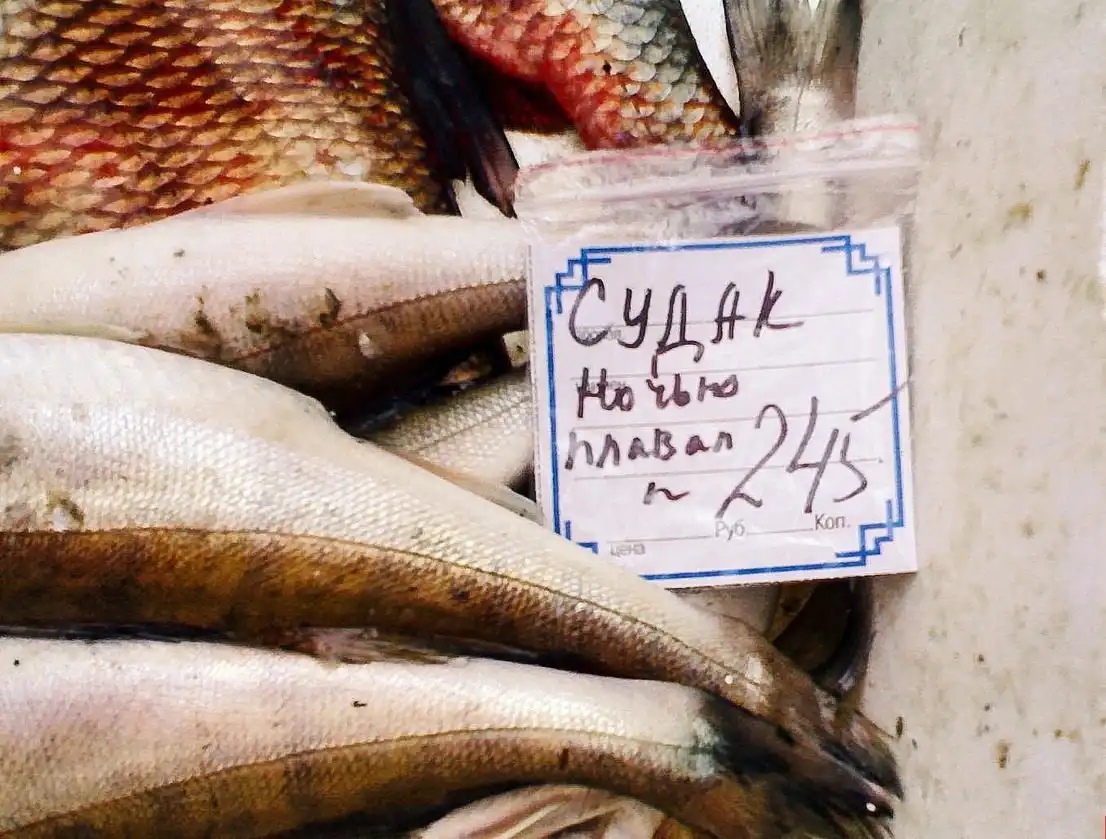 СУДАК
Ночью
плавал
245
Руб. Коп.
цена